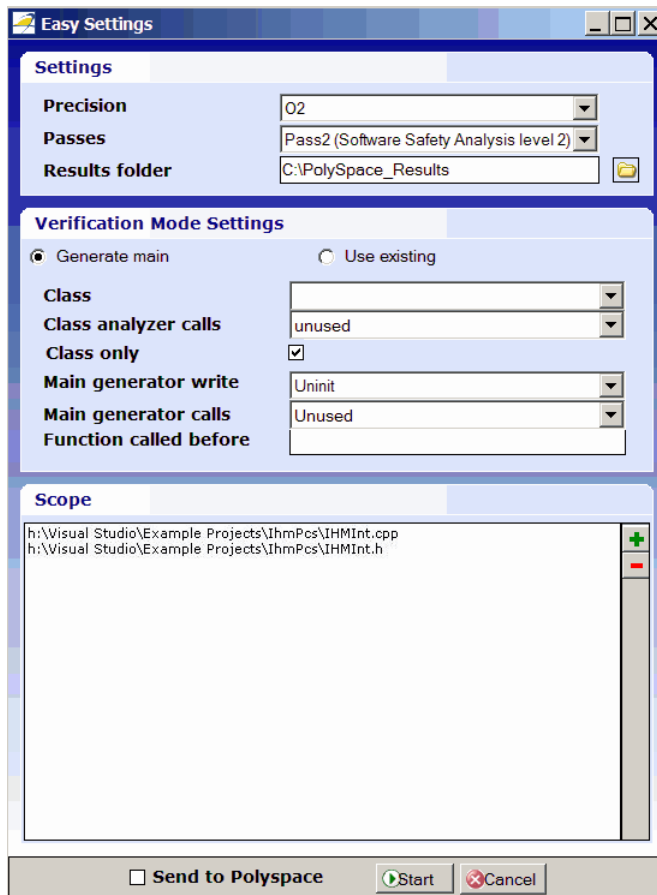 Easy Settings
Settings
Precision
O2
Passes
Pass2 (Software Safety Analysis level 2)
Results folder
C:\PolySpace_Results
Verification Mode Settings
Generate main
Use existing
Class
Class analyzer calls
unused
Class only
Main generator write
Uninit
Main generator calls
Unused
Function called before
Scope
h:\Visual Studio\Example Projects\IhmPcs\IHMInt.cpp
h:\Visual Studio\Example Projects\IhmPcs\IHMInt.h
Send to Polyspace
Start
Cancel